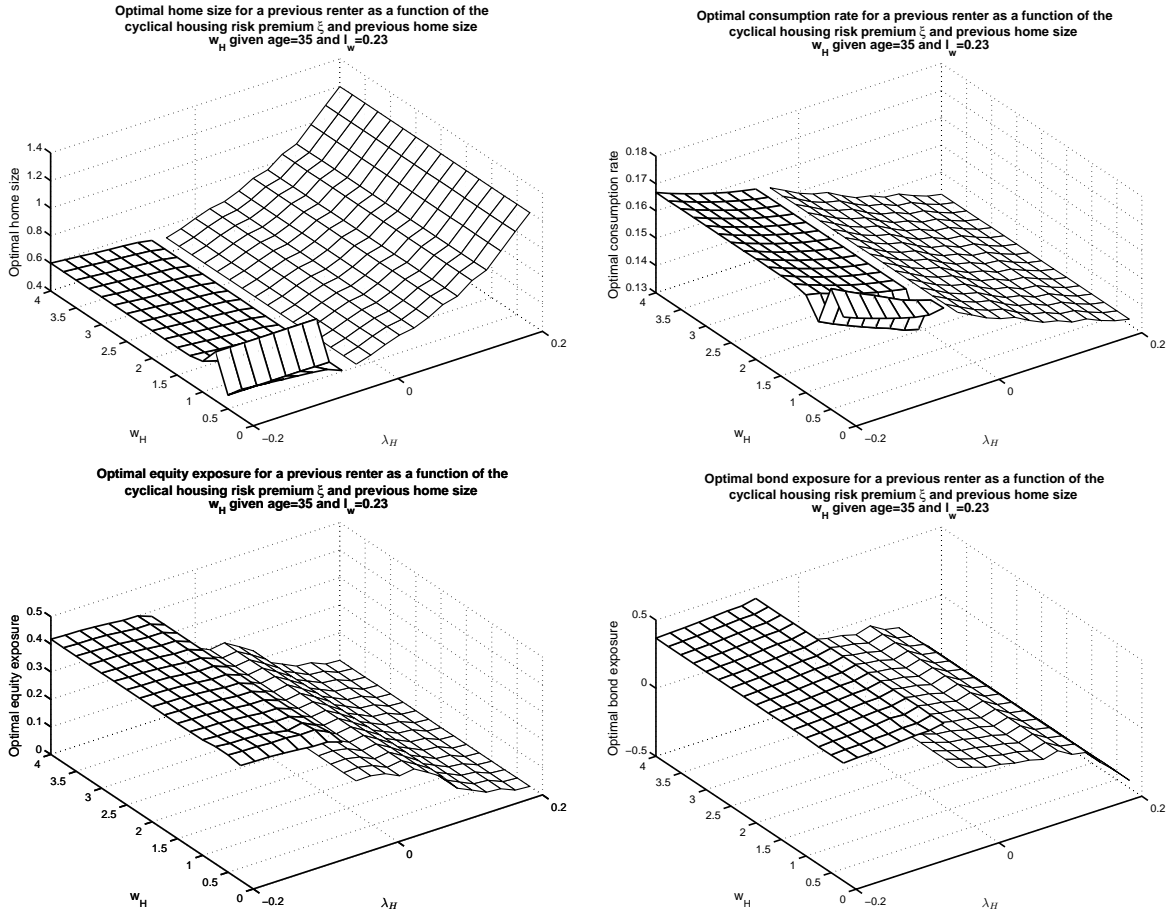 Optimal home size for a previous renter as a function of the
cyclical housing risk premium ξ and previous home size
w_H given age=35 and l_w=0.23
1.4
1.2
1
0.8
0.6
0.4
Optimal home size
4
3.5
3
2.5
2
1.5
1
0.5
0
w_H
−0.2
0
0.2
λ_H
Optimal consumption rate for a previous renter as a function of the
cyclical housing risk premium ξ and previous home size
w_H given age=35 and l_w=0.23
0.18
0.17
0.16
0.15
0.14
0.13
Optimal consumption rate
4
3.5
3
2.5
2
1.5
1
0.5
0
w_H
−0.2
0
0.2
λ_H
Optimal equity exposure for a previous renter as a function of the
cyclical housing risk premium ξ and previous home size
w_H given age=35 and l_w=0.23
0.5
0.4
0.3
0.2
0.1
0
Optimal equity exposure
4
3.5
3
2.5
2
1.5
1
0.5
0
w_H
−0.2
0
0.2
λ_H
Optimal bond exposure for a previous renter as a function of the
cyclical housing risk premium ξ and previous home size
w_H given age=35 and l_w=0.23
0.5
0
−0.5
Optimal bond exposure
4
3.5
3
2.5
2
1.5
1
0.5
0
w_H
−0.2
0
0.2
λ_H